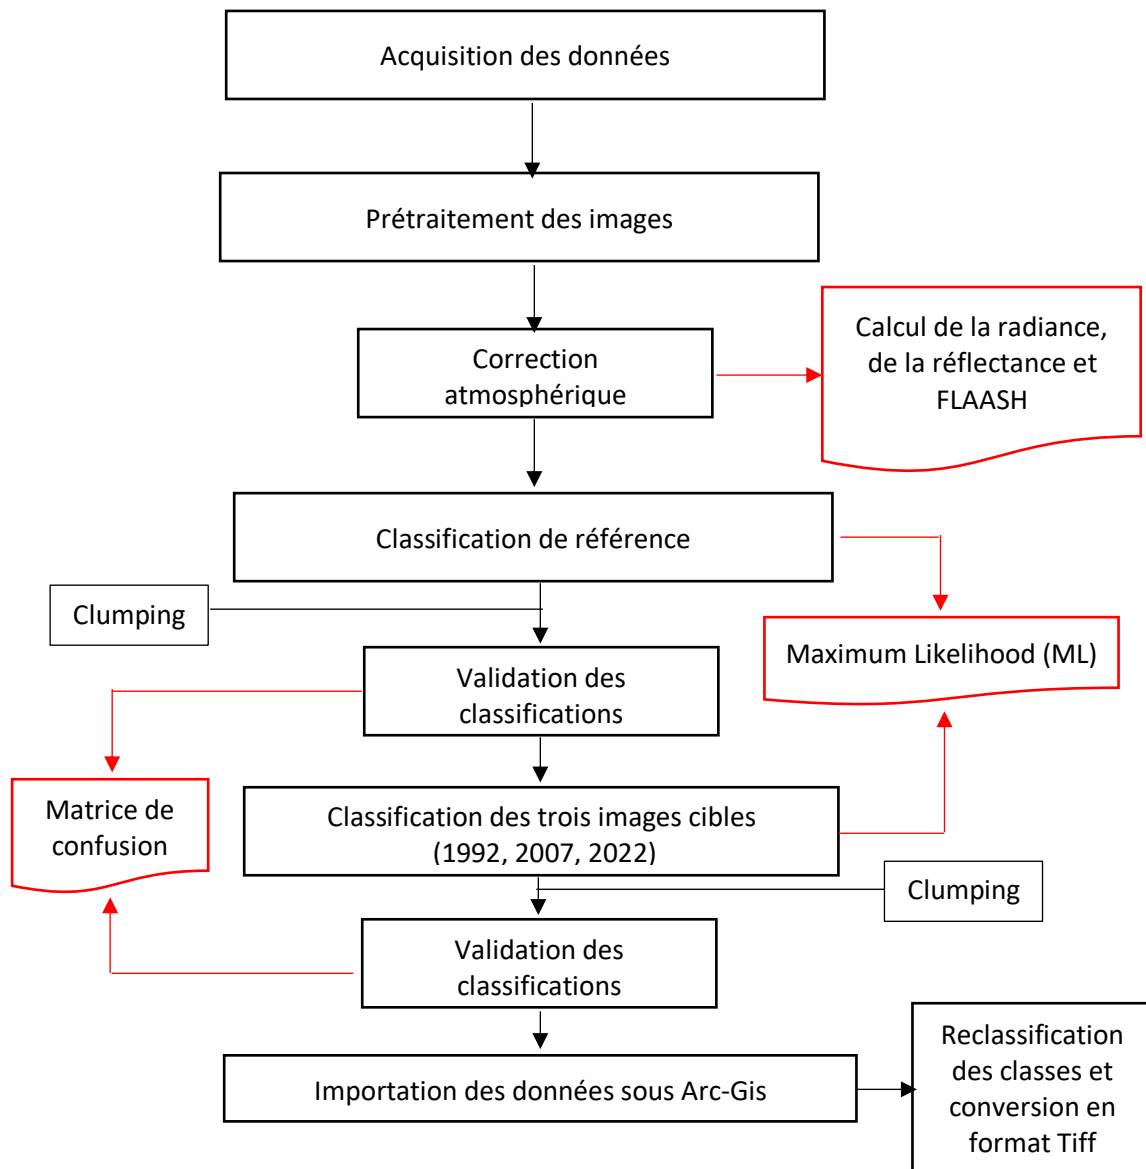 Acquisition des données
Prétraitement des images
Correction
atmosphérique
Calcul de la radiance,
de la réflectance et
FLAASH
Classification de référence
Clumping
Maximum Likelihood (ML)
Validation des
classifications
Matrice de
confusion
Classification des trois images cibles
(1992, 2007, 2022)
Clumping
Validation des
classifications
Importation des données sous Arc-Gis
Reclassification
des classes et
conversion en
format Tiff